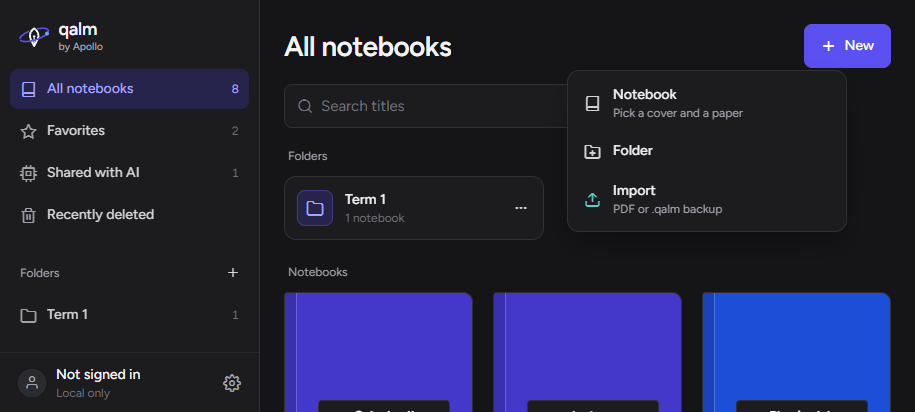 qalm
by Apollo
All notebooks 8
Favorites 2
Shared with AI 1
Recently deleted
Folders
Term 1 1
Not signed in
Local only
All notebooks
New
Search titles
Notebook
Pick a cover and a paper
Folder
Import
PDF or .qalm backup
Folders
Term 1
1 notebook
Notebooks